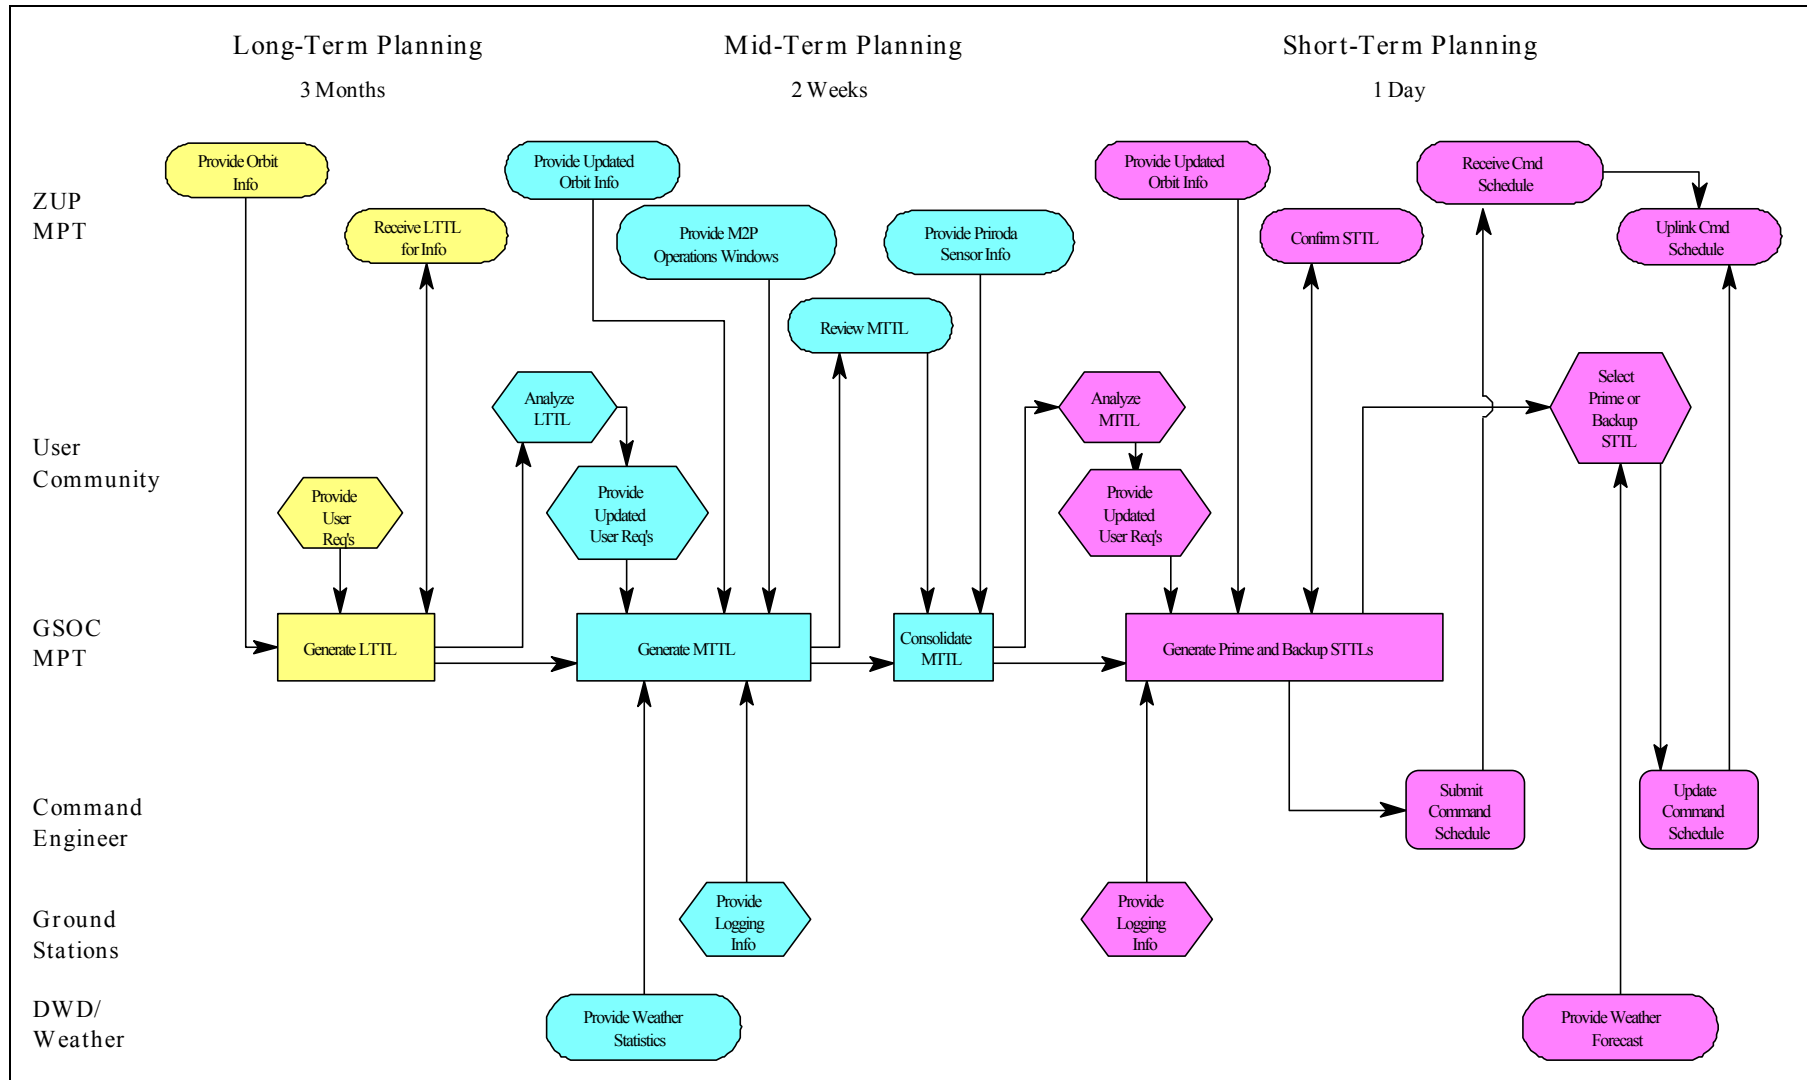 Long-Term Planning
3 Months
Mid-Term Planning
2 Weeks
Short-Term Planning
1 Day
ZUP
MPT
Provide Orbit
Info
Receive LTTL
for Info
Provide Updated
Orbit Info
Provide M2P
Operations Windows
Provide Priroda
Sensor Info
Review MTTL
Provide Updated
Orbit Info
Confirm STTL
Receive Cmd
Schedule
Uplink Cmd
Schedule
User
Community
Provide
User
Req's
Analyze
LTTL
Provide
Updated
User Req's
Analyze
MTTL
Provide
Updated
User Req's
Select
Prime or
Backup
STTL
GSOC
MPT
Generate LTTL
Generate MTTL
Consolidate
MTTL
Generate Prime and Backup STTLs
Command
Engineer
Submit
Command
Schedule
Update
Command
Schedule
Ground
Stations
Provide
Logging
Info
Provide
Logging
Info
DWD/
Weather
Provide Weather
Statistics
Provide Weather
Forecast